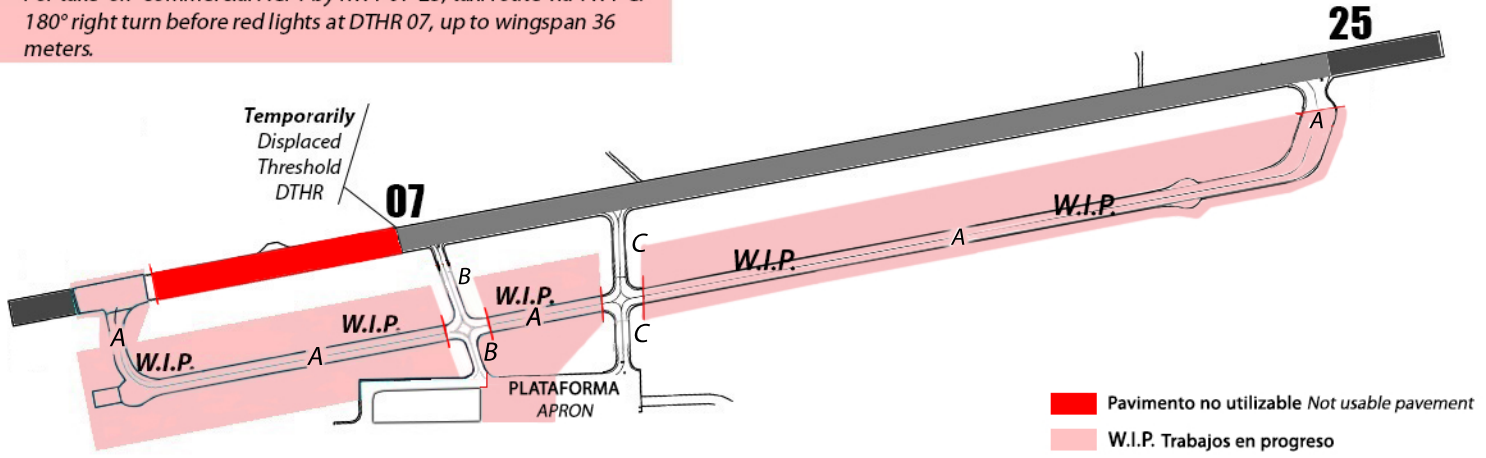 180° right turn before red lights at DTHR 07, up to wingspan 36
meters.
25
Temporarily
Displaced
Threshold
DTHR
07
A
W.I.P.
A
C
W.I.P.
B
W.I.P.
A
W.I.P.
A
C
B
A
W.I.P.
PLATAFORMA
APRON
Pavimento no utilizable Not usable pavement
W.I.P. Trabajos en progreso